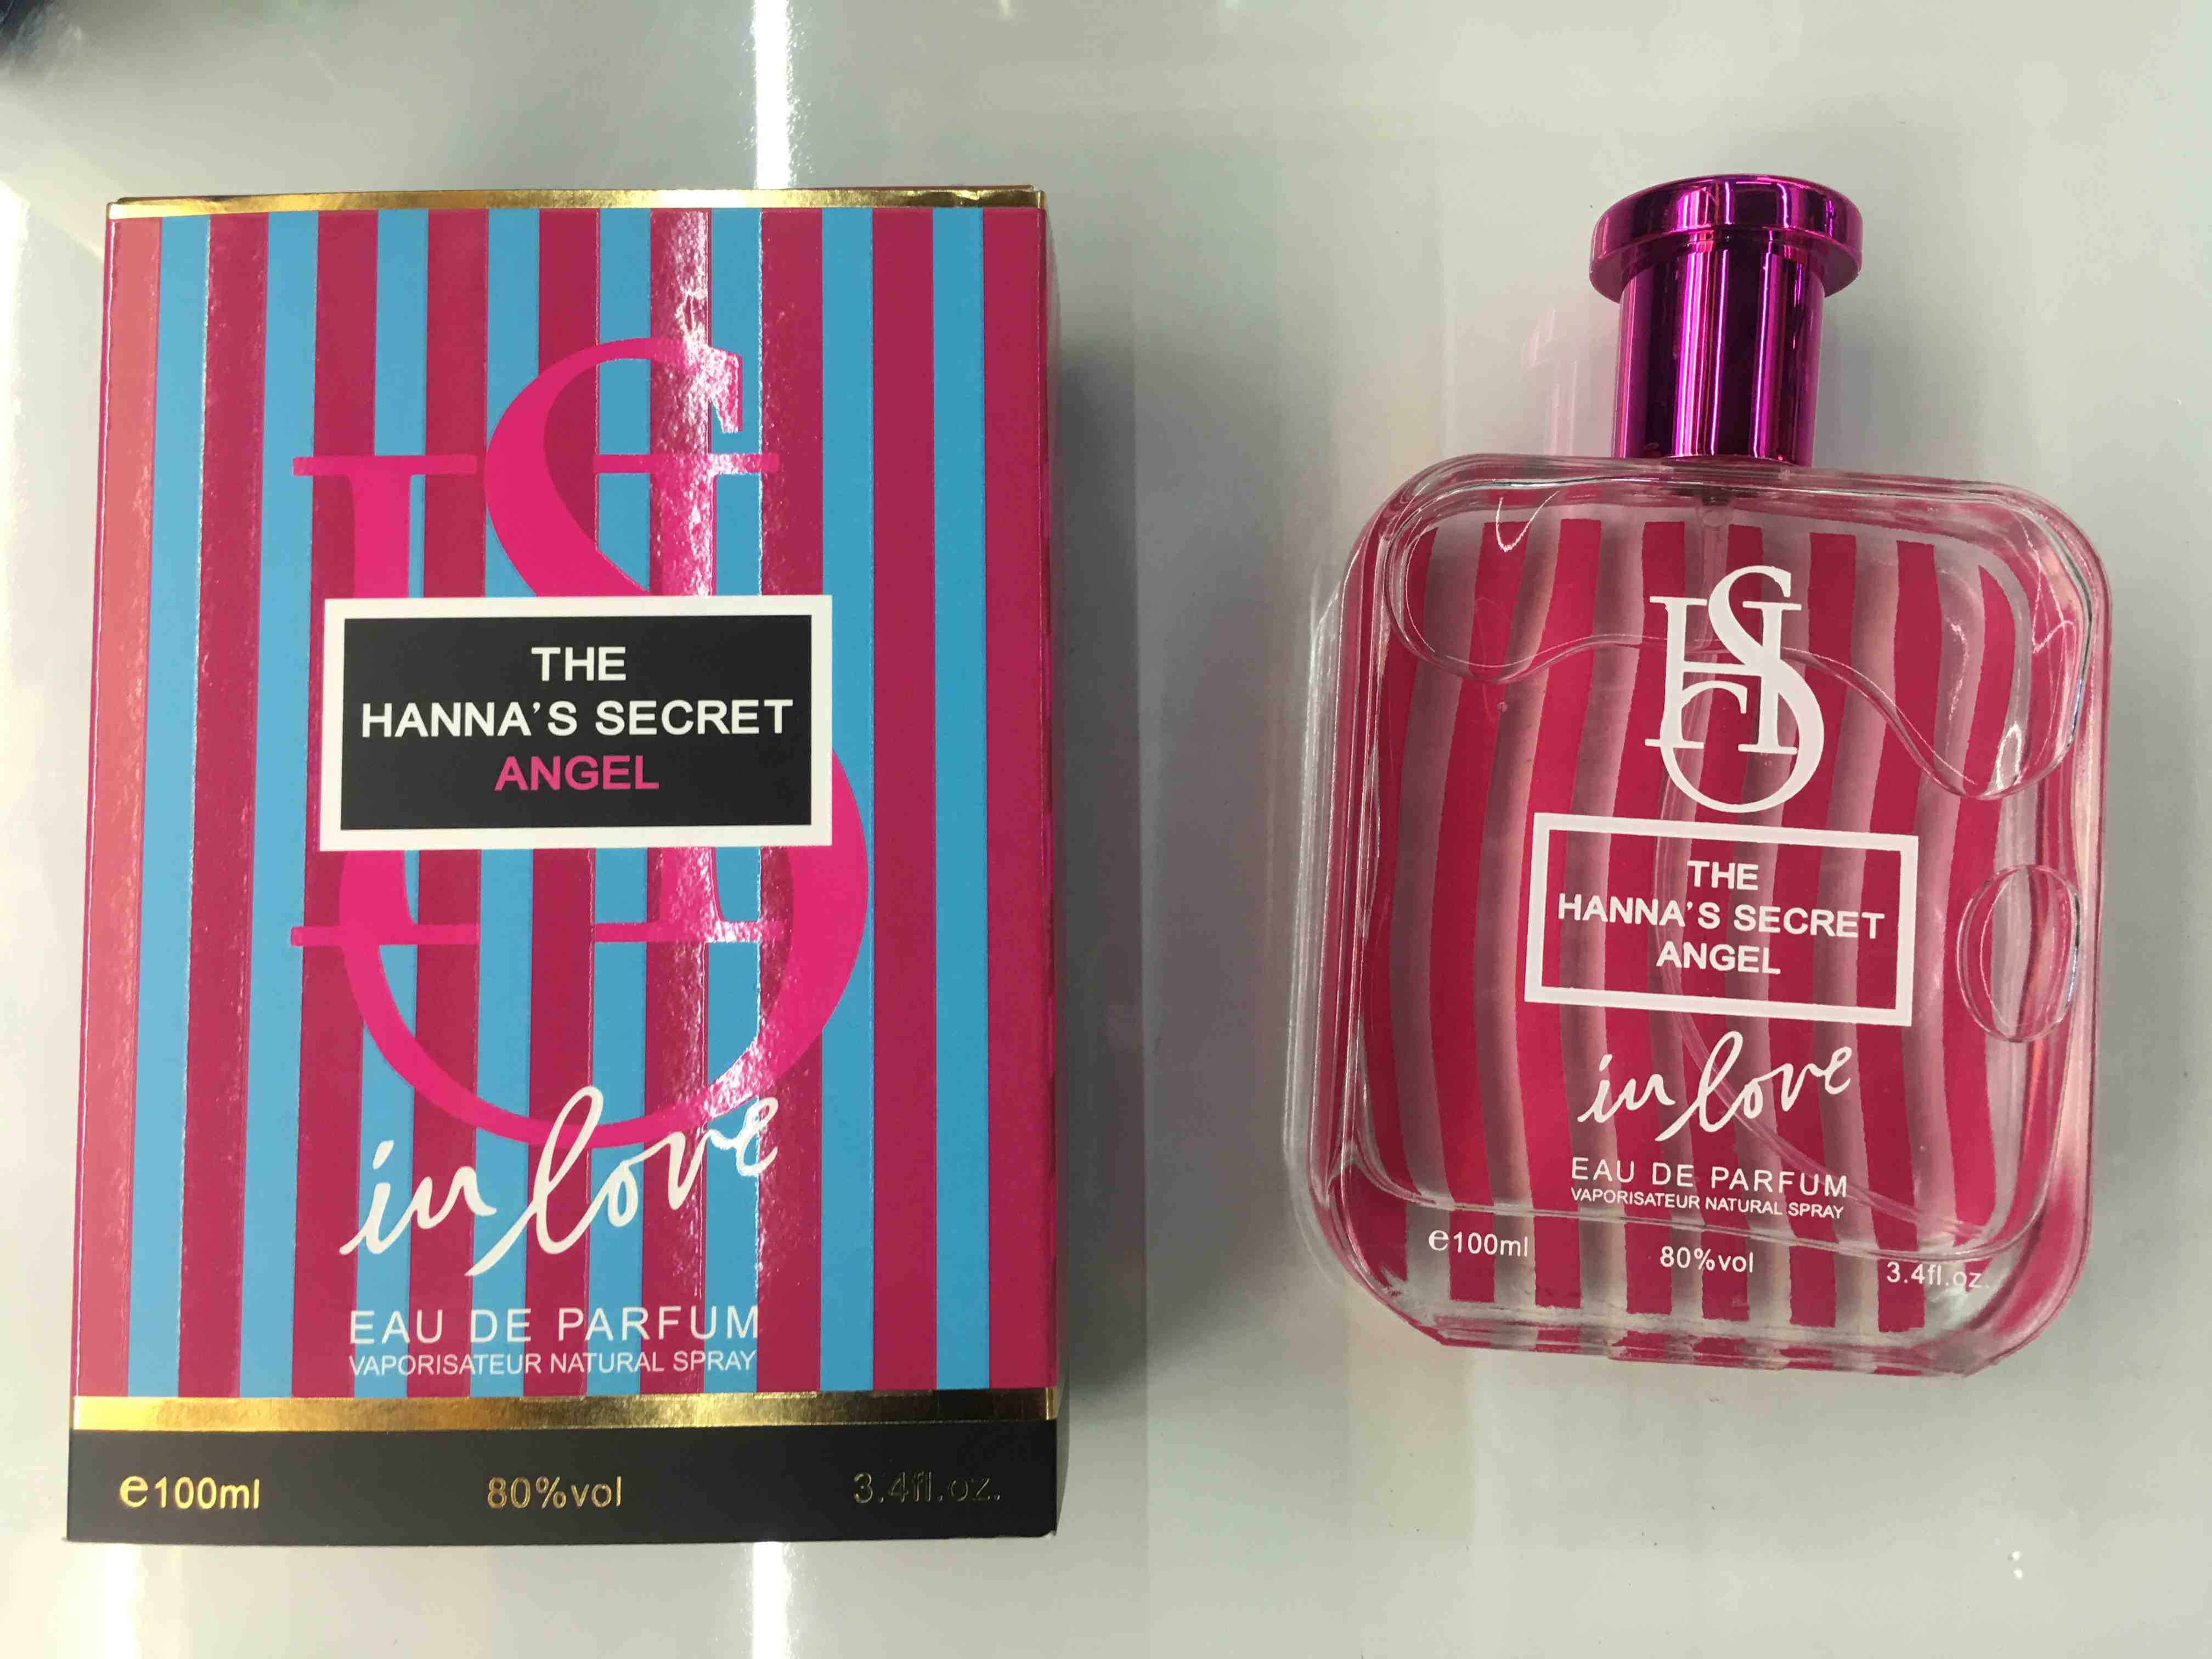 HS
THE
HANNA'S SECRET
ANGEL
in love
EAU DE PARFUM
VAPORISATEUR NATURAL SPRAY
e100ml 80%vol 3.4fl.oz.
HS
THE
HANNA'S SECRET
ANGEL
in love
EAU DE PARFUM
VAPORISATEUR NATURAL SPRAY
e100ml 80%vol 3.4fl.oz.